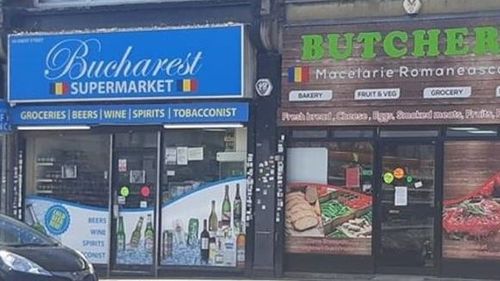 Bucharest
SUPERMARKET
GROCERIES | BEERS | WINE | SPIRITS | TOBACCONIST
BEERS
WINE
SPIRITS
BUTCHER
Macelarie Romaneasca
BAKERY
FRUIT & VEG
GROCERY
Fresh bread, Cheese, Eggs, Smoked meats, Fruits